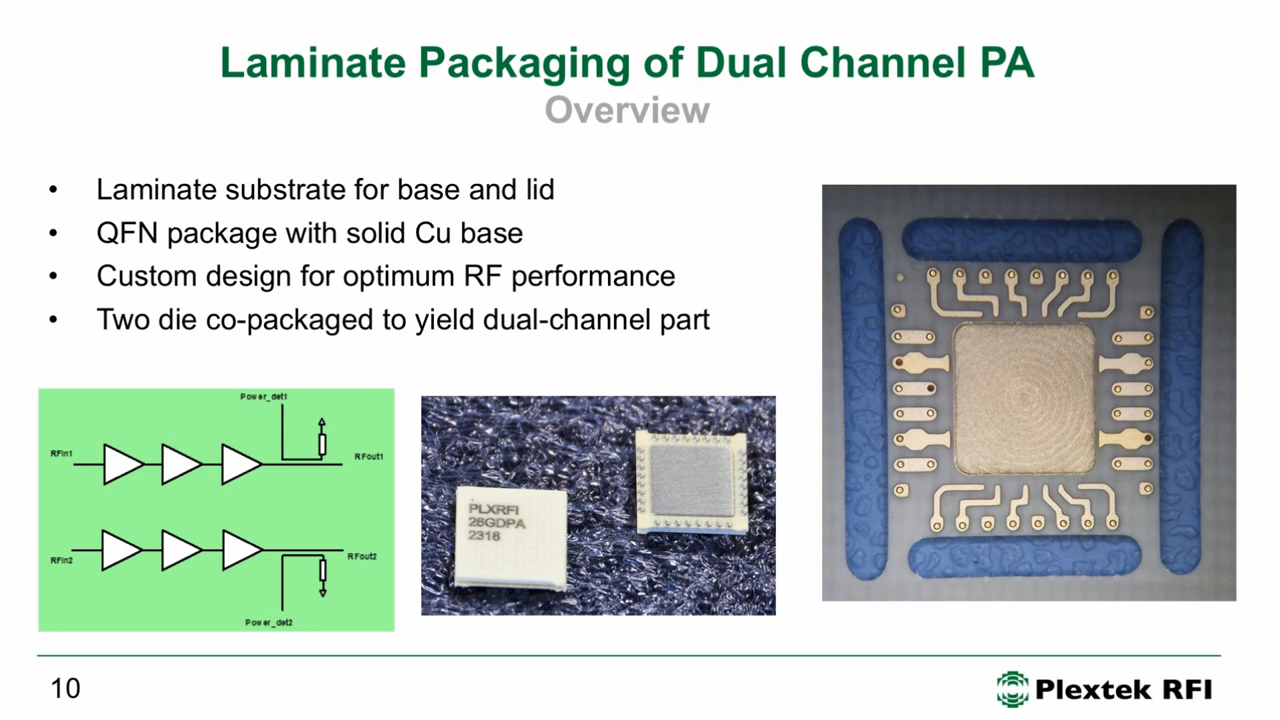 Laminate Packaging of Dual Channel PA
Overview
• Laminate substrate for base and lid
• QFN package with solid Cu base
• Custom design for optimum RF performance
• Two die co-packaged to yield dual-channel part
Power_det1
RFin1
RFout1
RFin2
RFout2
Power_det2
PLXRFI
26GDPA
2318
10
Plextek RFI